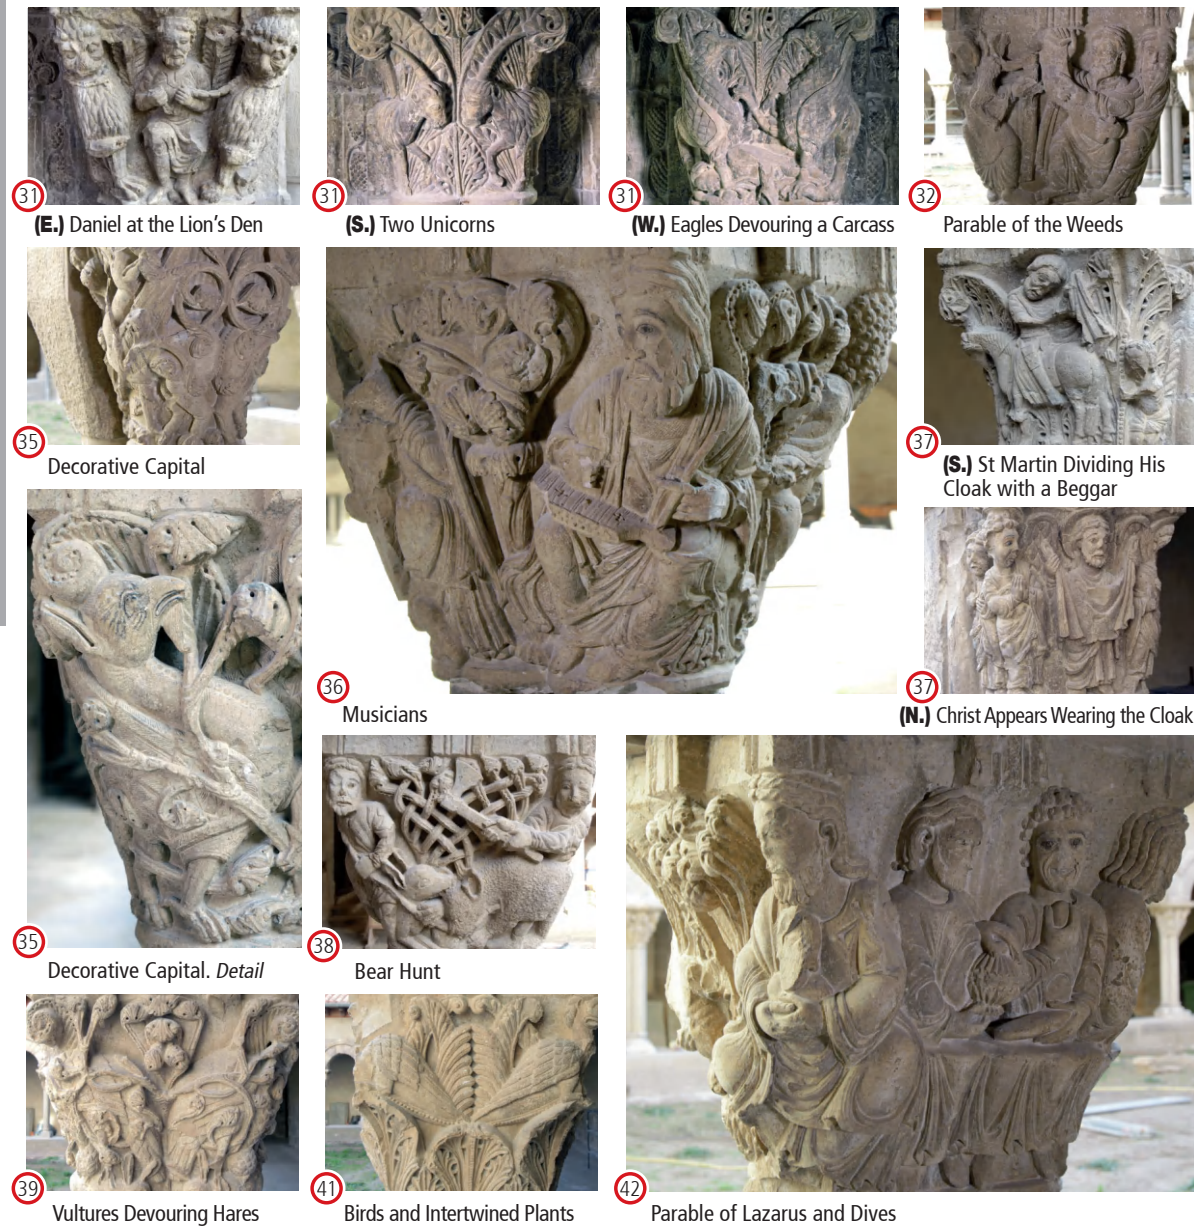 31
(E.) Daniel at the Lion's Den
31
(S.) Two Unicorns
31
(W.) Eagles Devouring a Carcass
32
Parable of the Weeds
35
Decorative Capital
36
Musicians
37
(S.) St Martin Dividing His
Cloak with a Beggar
37
(N.) Christ Appears Wearing the Cloak
35
Decorative Capital. Detail
38
Bear Hunt
39
Vultures Devouring Hares
41
Birds and Intertwined Plants
42
Parable of Lazarus and Dives